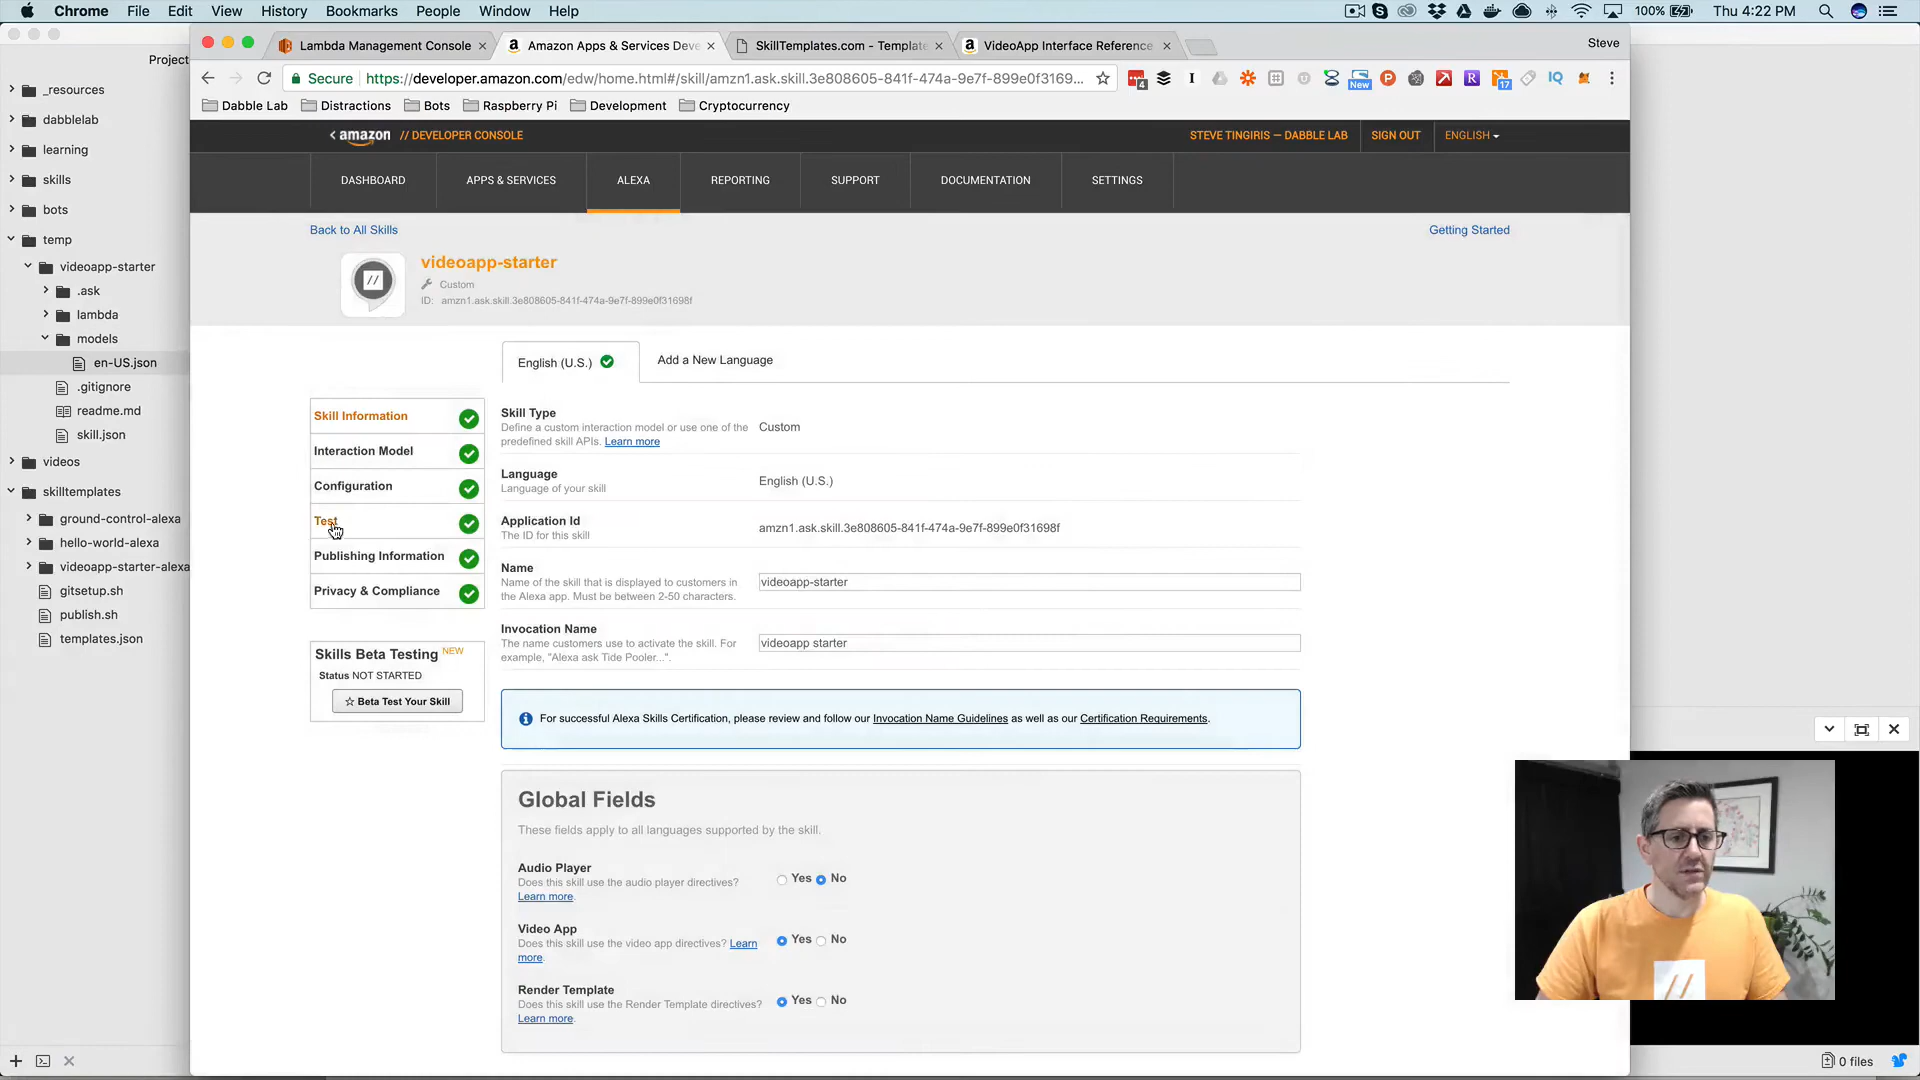 Chrome File Edit View History Bookmarks People Window Help
100% Thu 4:22 PM
Projec
_resources
dabblelab
learning
skills
bots
temp
videoapp-starter
.ask
lambda
models
en-US.json
.gitignore
readme.md
skill.json
videos
skilltemplates
ground-control-alexa
hello-world-alexa
videoapp-starter-alexa
gitsetup.sh
publish.sh
templates.json
0 files
Lambda Management Console
Amazon Apps & Services Deve
SkillTemplates.com - Template
VideoApp Interface Reference
Steve
Secure https://developer.amazon.com/edw/home.html#/skill/amzn1.ask.skill.3e808605-841f-474a-9e7f-899e0f3169...
4 New 17 IQ
Dabble Lab Distractions Bots Raspberry Pi Development Cryptocurrency
amazon // DEVELOPER CONSOLE
STEVE TINGIRIS — DABBLE LAB SIGN OUT ENGLISH
DASHBOARD APPS & SERVICES ALEXA REPORTING SUPPORT DOCUMENTATION SETTINGS
Back to All Skills
Getting Started
videoapp-starter
Custom
ID: amzn1.ask.skill.3e808605-841f-474a-9e7f-899e0f31698f
English (U.S.)
Add a New Language
Skill Information
Interaction Model
Configuration
Test
Publishing Information
Privacy & Compliance
Skills Beta Testing NEW
Status NOT STARTED
Beta Test Your Skill
Skill Type
Define a custom interaction model or use one of the
predefined skill APIs. Learn more
Custom
Language
Language of your skill
English (U.S.)
Application Id
The ID for this skill
amzn1.ask.skill.3e808605-841f-474a-9e7f-899e0f31698f
Name
Name of the skill that is displayed to customers in
the Alexa app. Must be between 2-50 characters.
videoapp-starter
Invocation Name
The name customers use to activate the skill. For
example, "Alexa ask Tide Pooler...".
videoapp starter
For successful Alexa Skills Certification, please review and follow our Invocation Name Guidelines as well as our Certification Requirements.
Global Fields
These fields apply to all languages supported by the skill.
Audio Player
Does this skill use the audio player directives?
Learn more.
Yes No
Video App
Does this skill use the video app directives? Learn
more.
Yes No
Render Template
Does this skill use the Render Template directives?
Learn more.
Yes No